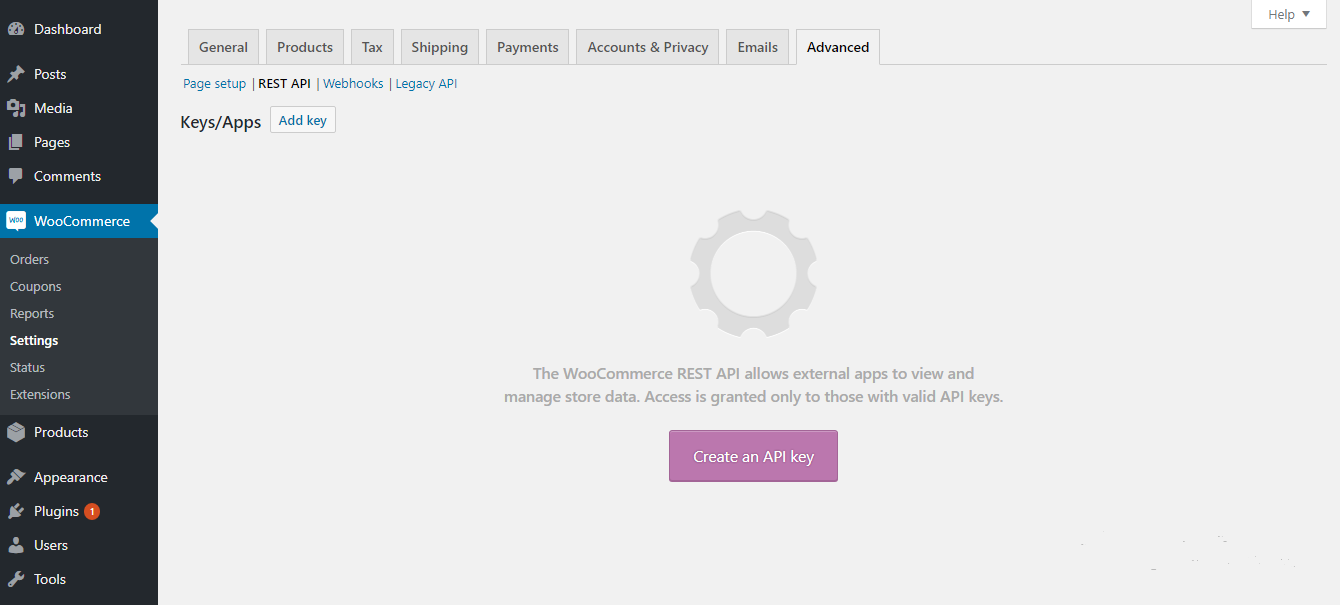 Help
Dashboard
Posts
Media
Pages
Comments
Woo WooCommerce
Orders
Coupons
Reports
Settings
Status
Extensions
Products
Appearance
Plugins 1
Users
Tools
General Products Tax Shipping Payments Accounts & Privacy Emails Advanced
Page setup | REST API | Webhooks | Legacy API
Keys/Apps Add key
The WooCommerce REST API allows external apps to view and
manage store data. Access is granted only to those with valid API keys.
Create an API key